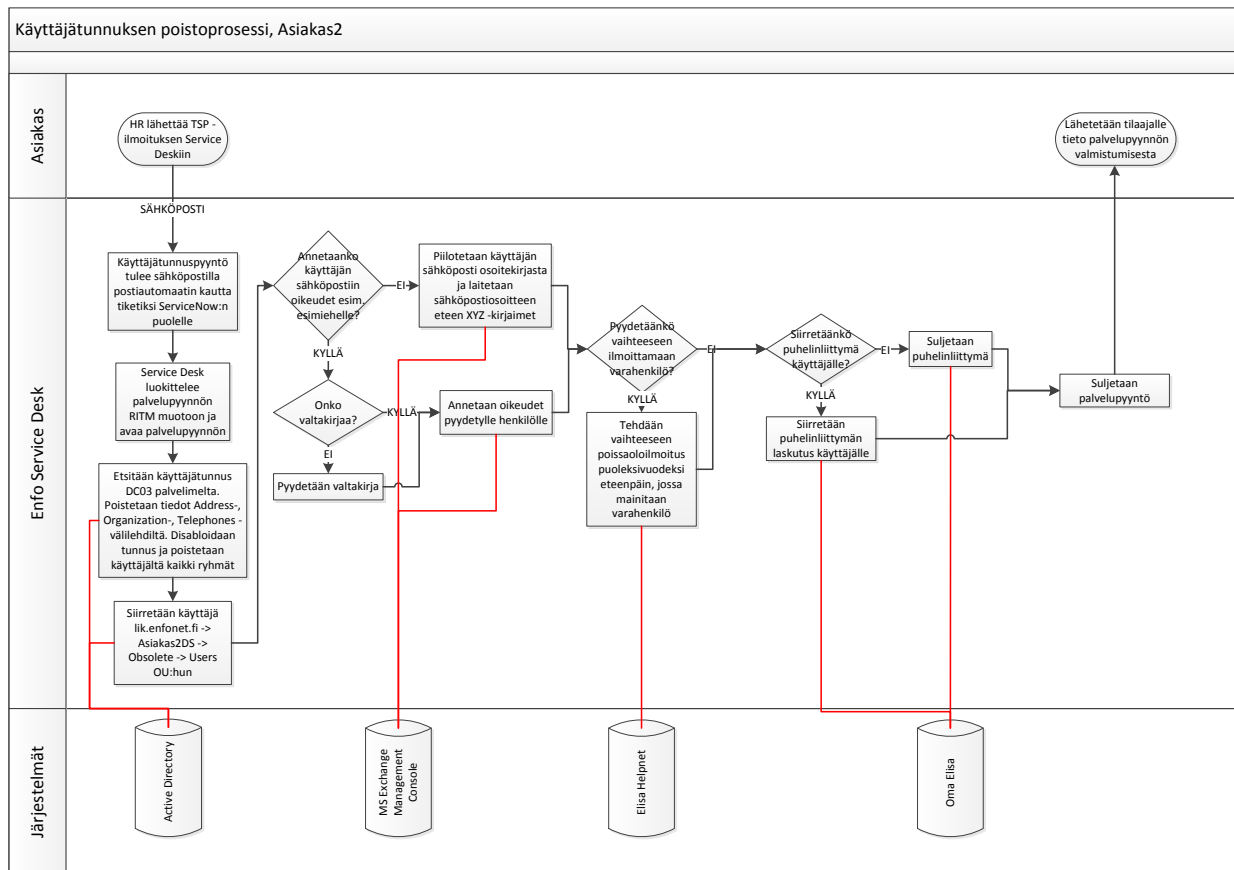 Käyttäjätunnuksen poistoprosessi, Asiakas2
Asiakas
HR lähettää TSP -
ilmoituksen Service
Deskiin
Lähetetään tilaajalle
tieto palvelupyynnön
valmistumisesta
Enfo Service Desk
SÄHKÖPOSTI
Käyttäjätunnuspyyntö
tulee sähköpostilla
postiautomaatin kautta
tiketiksi ServiceNow:n
puolelle
Service Desk
luokittelee
palvelupyynnön
RITM muotoon ja
avaa palvelupyynnön
Etsitään käyttäjätunnus
DC03 palvelimelta.
Poistetaan tiedot Address-,
Organization-, Telephones -
välilehdiltä. Disabloidaan
tunnus ja poistetaan
käyttäjältä kaikki ryhmät
Siirretään käyttäjä
lik.enfonet.fi ->
Asiakas2DS ->
Obsolete -> Users
OU:hun
Annetaanko
käyttäjän
sähköpostiin
oikeudet esim.
esimiehelle?
EI
KYLLÄ
Piilotetaan käyttäjän
sähköposti osoitekirjasta
ja laitetaan
sähköpostiosoitteen
eteen XYZ -kirjaimet
Onko
valtakirjaa?
KYLLÄ
EI
Annetaan oikeudet
pyydetylle henkilölle
Pyydetään valtakirja
Pyydetäänkö
vaihteeseen
ilmoittamaan
varahenkilö?
EI
KYLLÄ
Tehdään
vaihteeseen
poissaoloilmoitus
puoleksivuodeksi
eteenpäin, jossa
mainitaan
varahenkilö
Siirretäänkö
puhelinliittymä
käyttäjälle?
EI
KYLLÄ
Suljetaan
puhelinliittymä
Siirretään
puhelinliittymän
laskutus käyttäjälle
Suljetaan
palvelupyyntö
Järjestelmät
Active Directory
MS Exchange
Management
Console
Elisa Helpnet
Oma Elisa